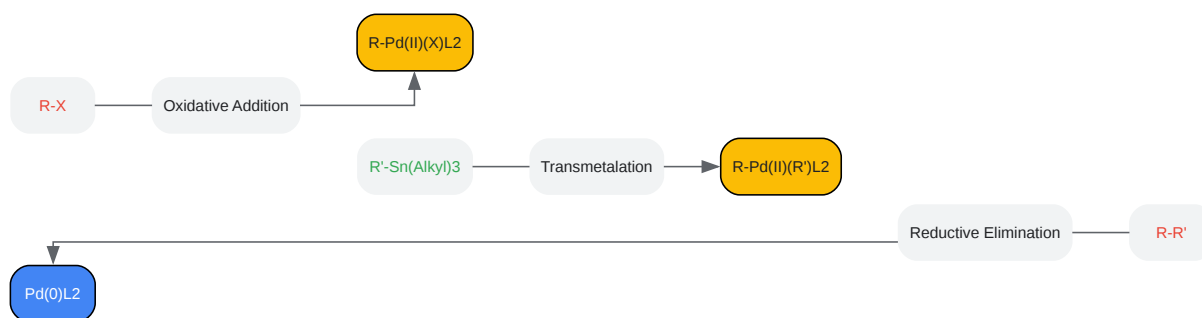 R-Pd(II)(X)L2
R-X
Oxidative Addition
R'-Sn(Alkyl)3
Transmetalation
R-Pd(II)(R')L2
Reductive Elimination
R-R'
Pd(0)L2